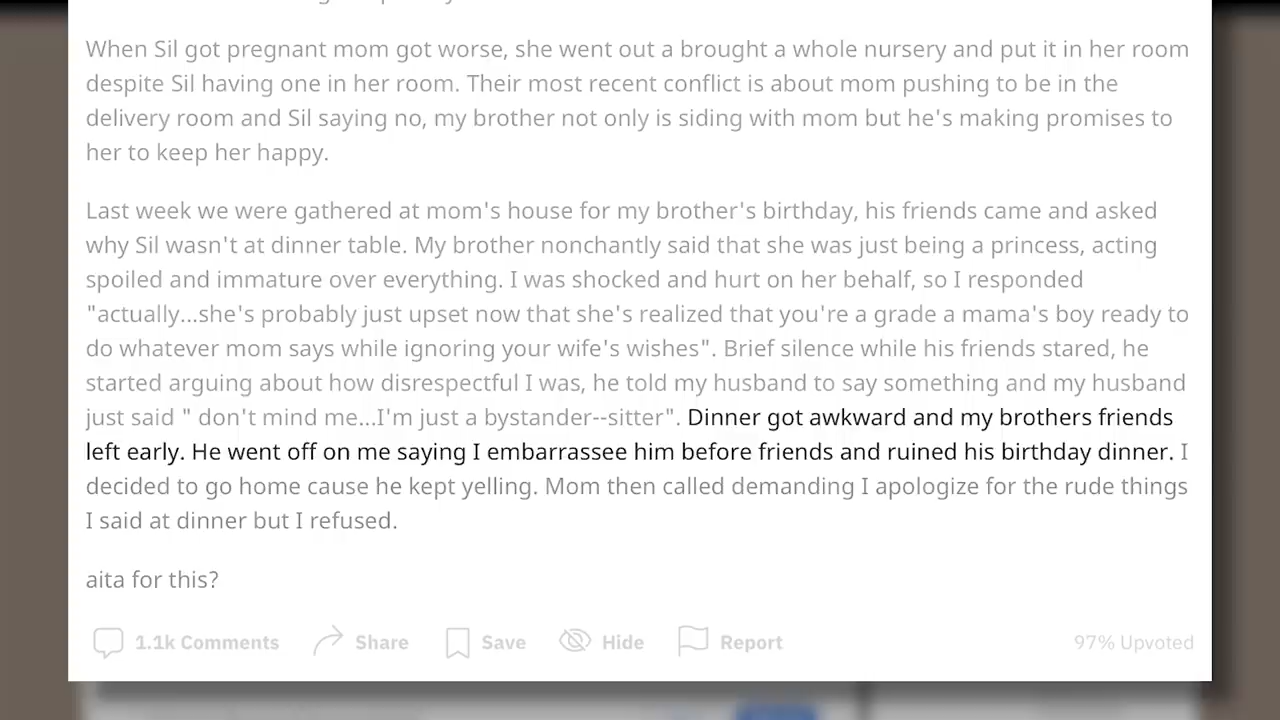 When Sil got pregnant mom got worse, she went out a brought a whole nursery and put it in her room
despite Sil having one in her room. Their most recent conflict is about mom pushing to be in the
delivery room and Sil saying no, my brother not only is siding with mom but he's making promises to
her to keep her happy.
Last week we were gathered at mom's house for my brother's birthday, his friends came and asked
why Sil wasn't at dinner table. My brother nonchantly said that she was just being a princess, acting
spoiled and immature over everything. I was shocked and hurt on her behalf, so I responded
"actually...she's probably just upset now that she's realized that you're a grade a mama's boy ready to
do whatever mom says while ignoring your wife's wishes". Brief silence while his friends stared, he
started arguing about how disrespectful I was, he told my husband to say something and my husband
just said " don't mind me...I'm just a bystander--sitter". Dinner got awkward and my brothers friends
left early. He went off on me saying I embarrassee him before friends and ruined his birthday dinner. I
decided to go home cause he kept yelling. Mom then called demanding I apologize for the rude things
I said at dinner but I refused.
aita for this?
1.1k Comments Share Save Hide Report 97% Upvoted